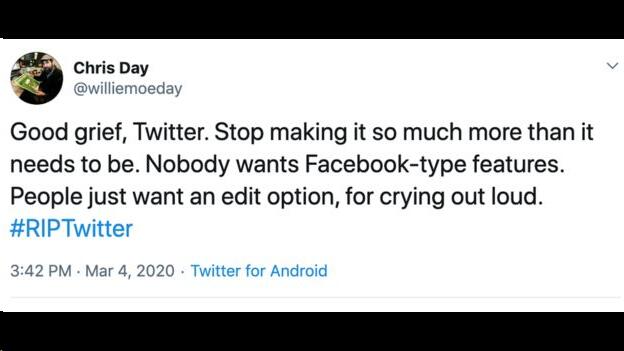 Chris Day
@williemoeday
Good grief, Twitter. Stop making it so much more than it
needs to be. Nobody wants Facebook-type features.
People just want an edit option, for crying out loud.
#RIPTwitter
3:42 PM · Mar 4, 2020 · Twitter for Android